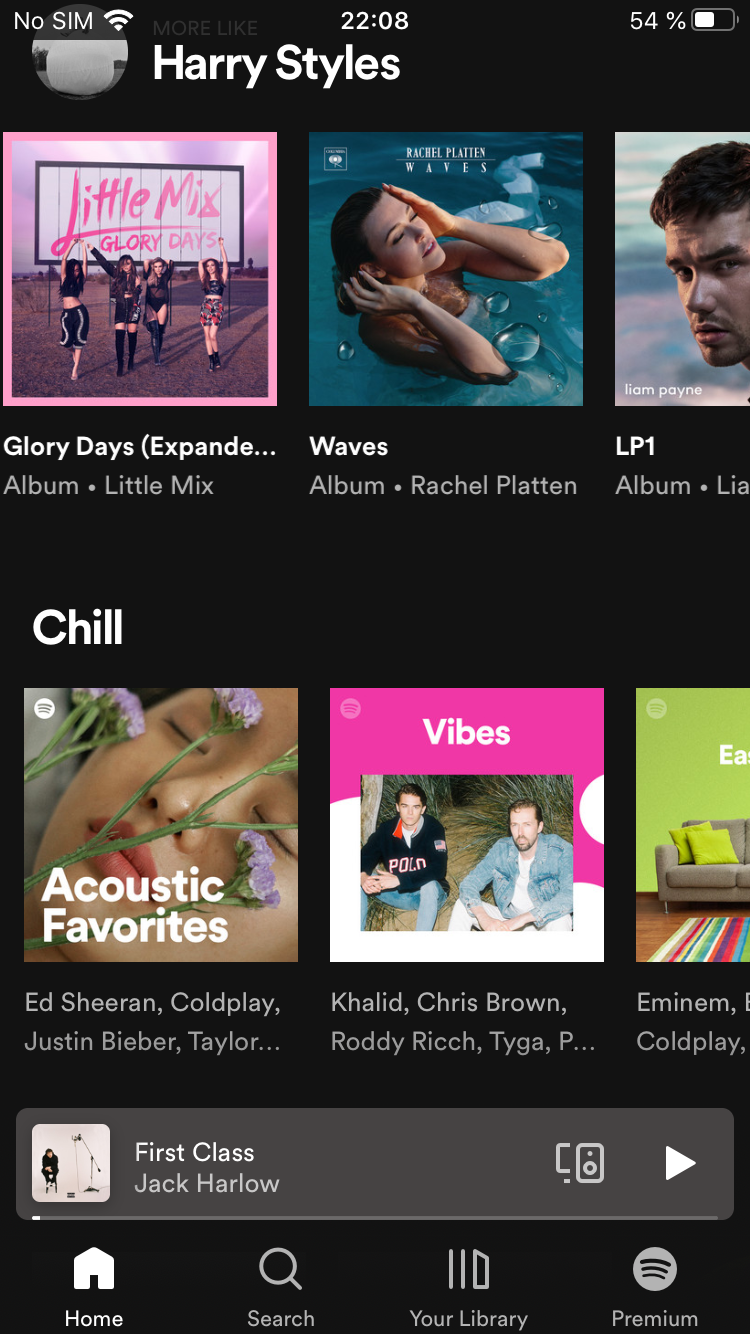 No SIM 22:08 54 %
MORE LIKE
Harry Styles
Little Mix
GLORY DAYS
COLUMBIA
RACHEL PLATTEN
WAVES
liam payne
Glory Days (Expande... Waves LP1
Album • Little Mix Album • Rachel Platten Album • Lia
Chill
Vibes
Eas
POLO
Acoustic
Favorites
Ed Sheeran, Coldplay, Khalid, Chris Brown, Eminem,
Justin Bieber, Taylor... Roddy Ricch, Tyga, P... Coldplay,
First Class
Jack Harlow
Home Search Your Library Premium